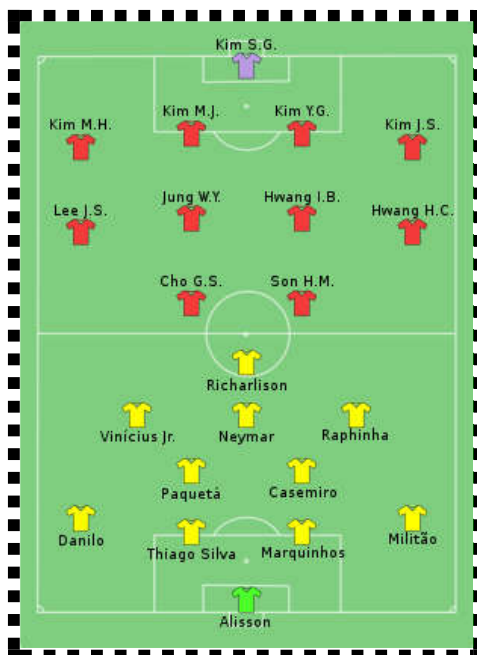 Kim S.G.
Kim M.H.
Kim M.J.
Kim Y.G.
Kim J.S.
Lee J.S.
Jung W.Y.
Hwang I.B.
Hwang H.C.
Cho G.S.
Son H.M.
Richarlison
Vinícius Jr.
Neymar
Raphinha
Paquetá
Casemiro
Danilo
Thiago Silva
Marquinhos
Militão
Alisson